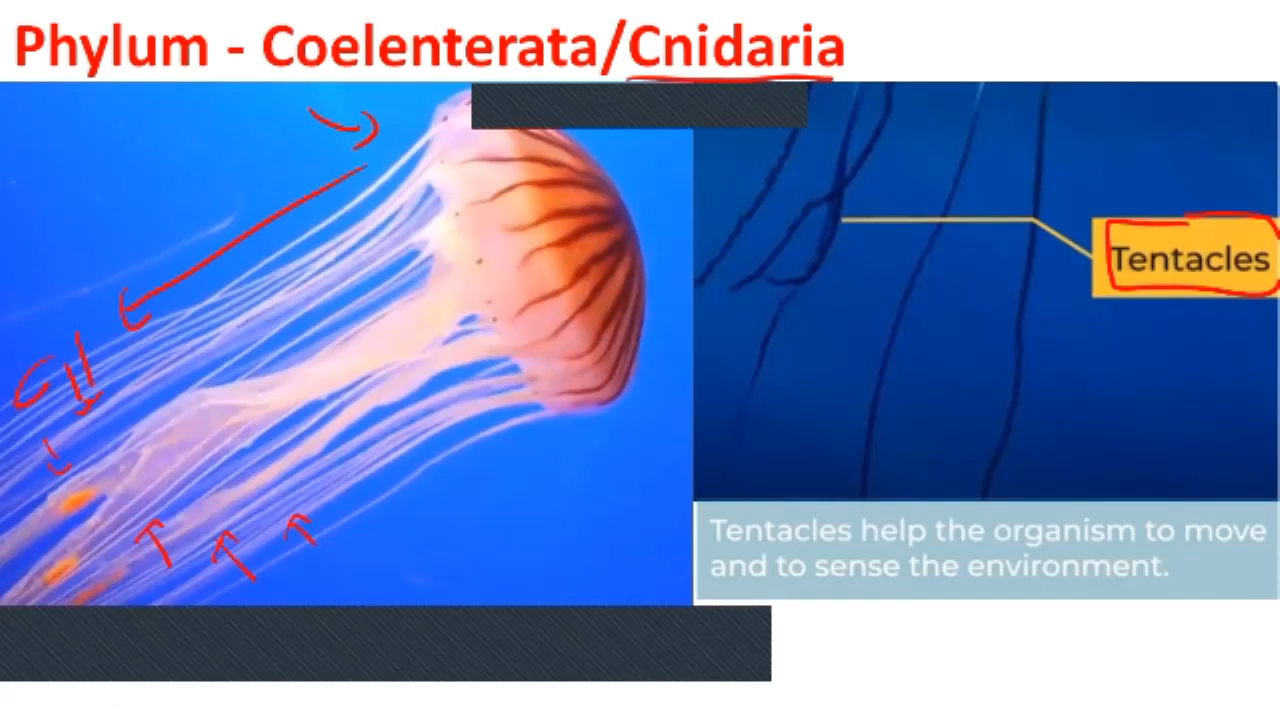 Phylum - Coelenterata/Cnidaria
Tentacles
Tentacles help the organism to move
and to sense the environment.